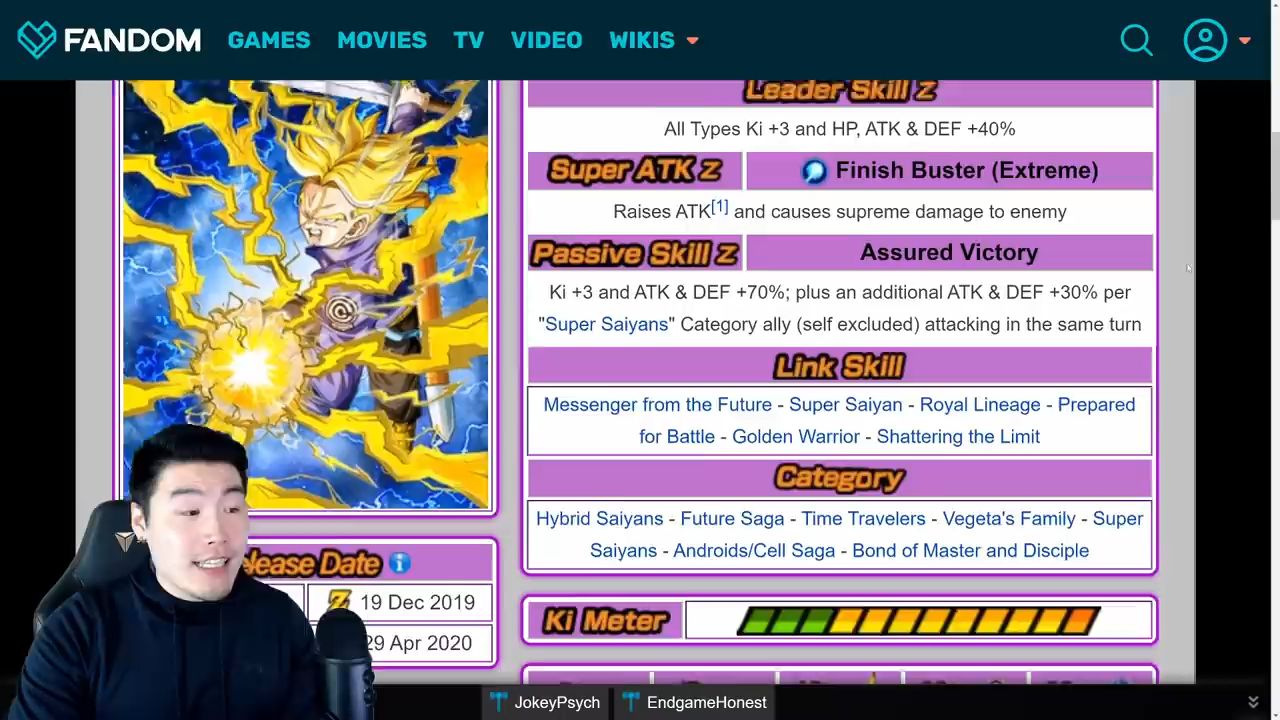 FANDOM GAMES MOVIES TV VIDEO WIKIS
Leader Skill Z
All Types Ki +3 and HP, ATK & DEF +40%
Super ATK Z Finish Buster (Extreme)
Raises ATK[1] and causes supreme damage to enemy
Passive Skill Z Assured Victory
Ki +3 and ATK & DEF +70%; plus an additional ATK & DEF +30% per
"Super Saiyans" Category ally (self excluded) attacking in the same turn
Link Skill
Messenger from the Future - Super Saiyan - Royal Lineage - Prepared
for Battle - Golden Warrior - Shattering the Limit
Category
Hybrid Saiyans - Future Saga - Time Travelers - Vegeta's Family - Super
Saiyans - Androids/Cell Saga - Bond of Master and Disciple
elease Date
Z 19 Dec 2019
29 Apr 2020
Ki Meter
JokeyPsych EndgameHonest